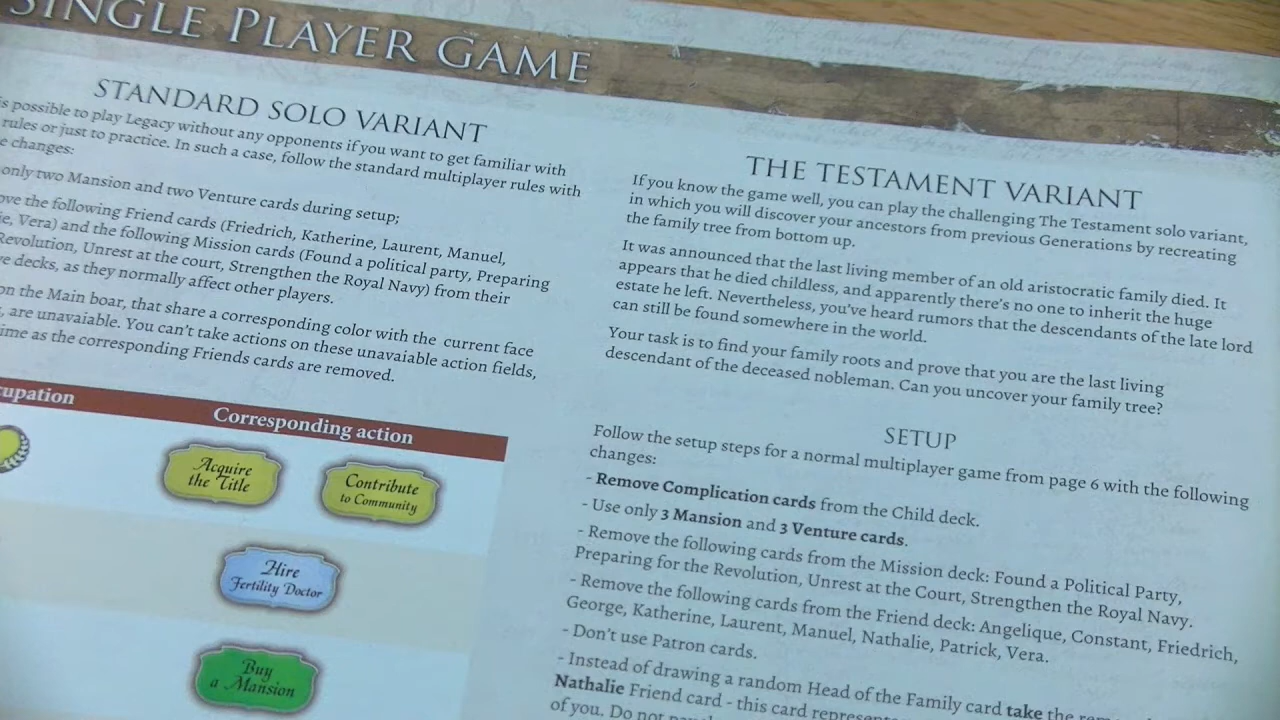 SINGLE PLAYER GAME
STANDARD SOLO VARIANT
is possible to play Legacy without any opponents if you want to get familiar with
rules or just to practice. In such a case, follow the standard multiplayer rules with
changes:
only two Mansion and two Venture cards during setup;
the following Friend cards (Friedrich, Katherine, Laurent, Manuel,
Vera) and the following Mission cards (Found a political party, Preparing
Revolution, Unrest at the court, Strengthen the Royal Navy) from their
decks, as they normally affect other players.
on the Main boar, that share a corresponding color with the current face
are unavaiable. You can't take actions on these unavaiable action fields,
as the corresponding Friends cards are removed.
Corresponding action
Acquire
the Title
Contribute
to Community
Hire
Fertility Doctor
Buy
a Mansion
THE TESTAMENT VARIANT
If you know the game well, you can play the challenging The Testament solo variant,
in which you will discover your ancestors from previous Generations by recreating
the family tree from bottom up.
It was announced that the last living member of an old aristocratic family died. It
appears that he died childless, and apparently there's no one to inherit the huge
estate he left. Nevertheless, you've heard rumors that the descendants of the late lord
can still be found somewhere in the world.
Your task is to find your family roots and prove that you are the last living
descendant of the deceased nobleman. Can you uncover your family tree?
SETUP
Follow the setup steps for a normal multiplayer game from page 6 with the following
changes:
- Remove Complication cards from the Child deck.
- Use only 3 Mansion and 3 Venture cards.
- Remove the following cards from the Mission deck: Found a Political Party,
Preparing for the Revolution, Unrest at the Court, Strengthen the Royal Navy.
- Remove the following cards from the Friend deck: Angelique, Constant, Friedrich,
George, Katherine, Laurent, Manuel, Nathalie, Patrick, Vera.
- Don't use Patron cards.
- Instead of drawing a random Head of the Family card take the
Nathalie Friend card - this card
of you. Do not